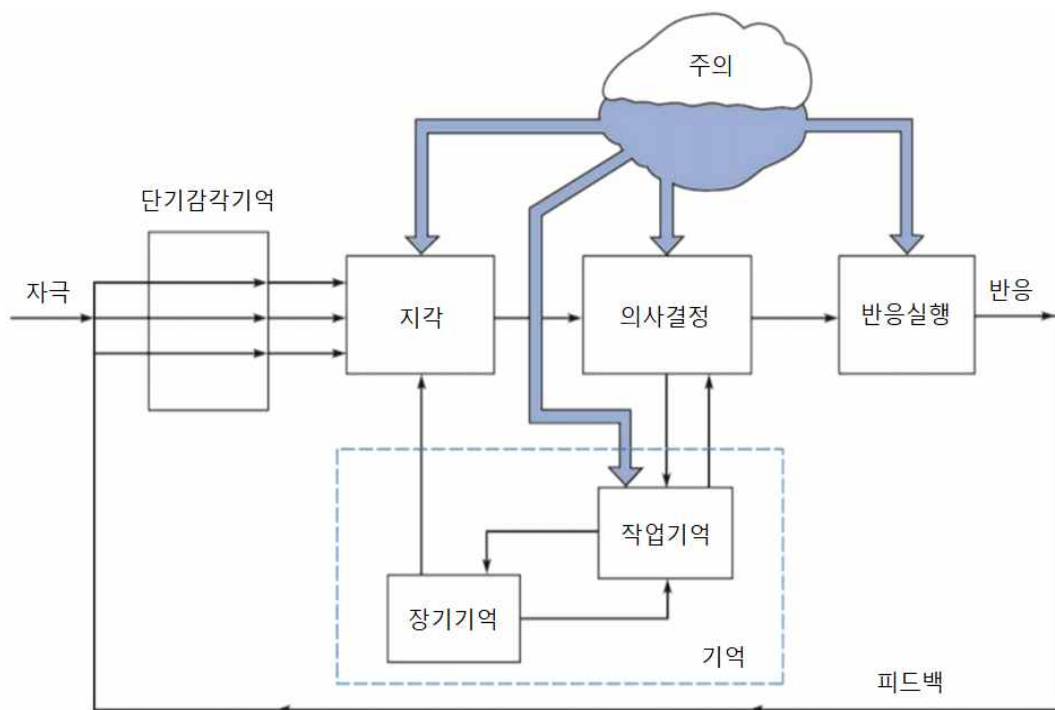 주의
단기감각기억
자극
지각
의사결정
반응실행
반응
작업기억
장기기억
기억
피드백